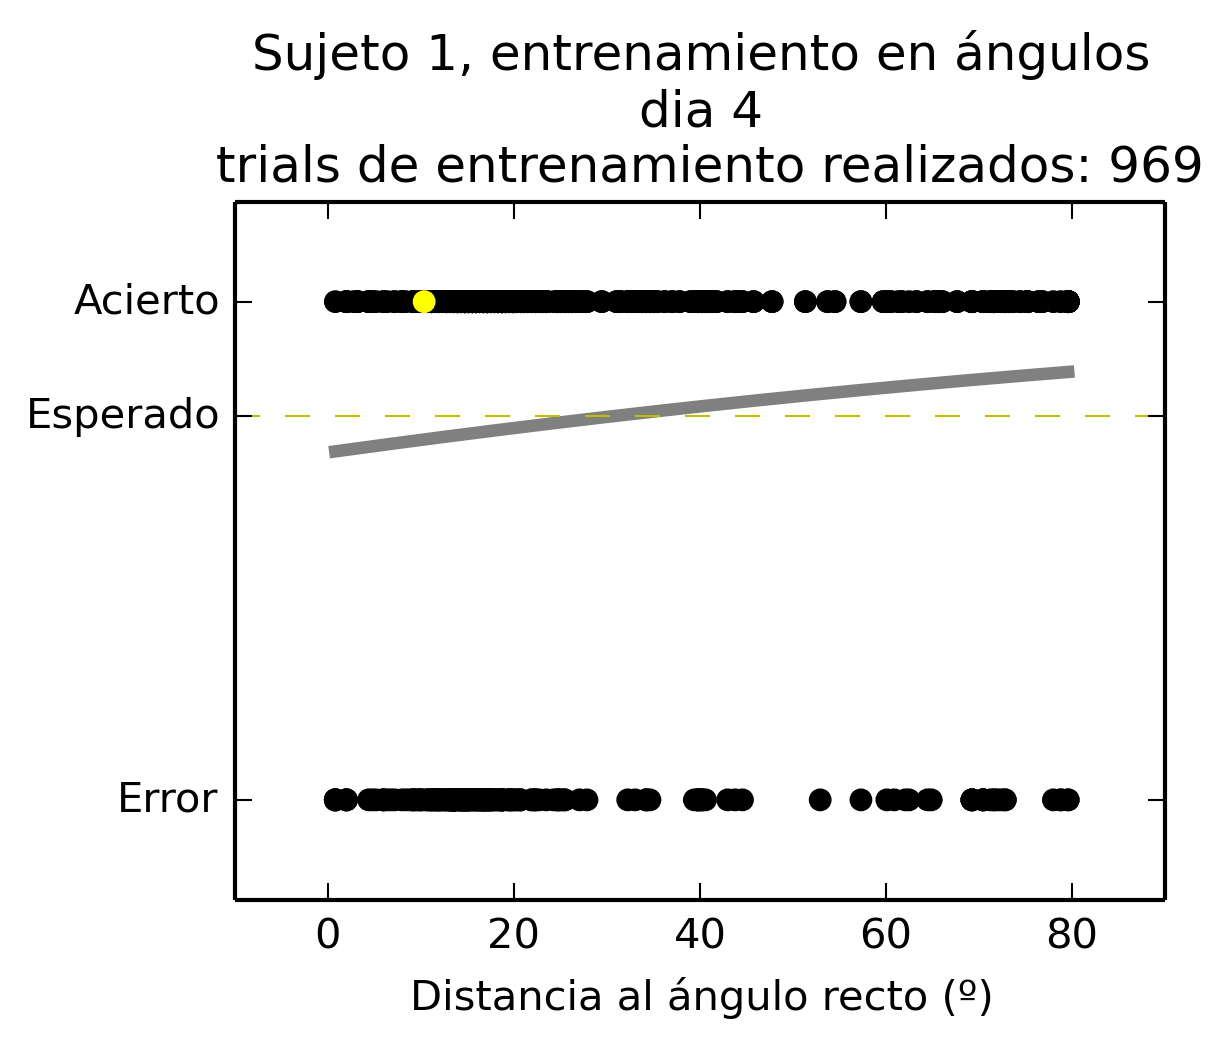 Sujeto 1, entrenamiento en ángulos
dia 4
trials de entrenamiento realizados: 969
Acierto
Esperado
Error
0 20 40 60 80
Distancia al ángulo recto (º)